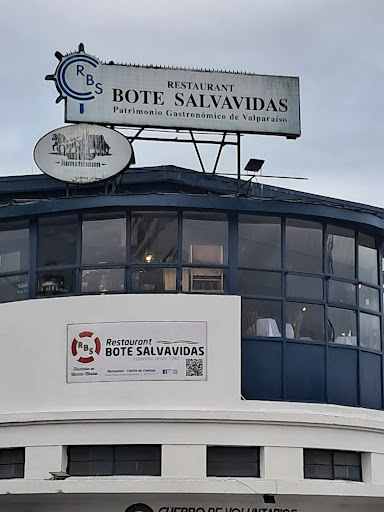 RBS
RESTAURANT
BOTE SALVAVIDAS
Patrimonio Gastronómico de Valparaíso
kunstmann
RBS
Restaurant
BOTE SALVAVIDAS
CUERPO DE VOLUNTARIOS